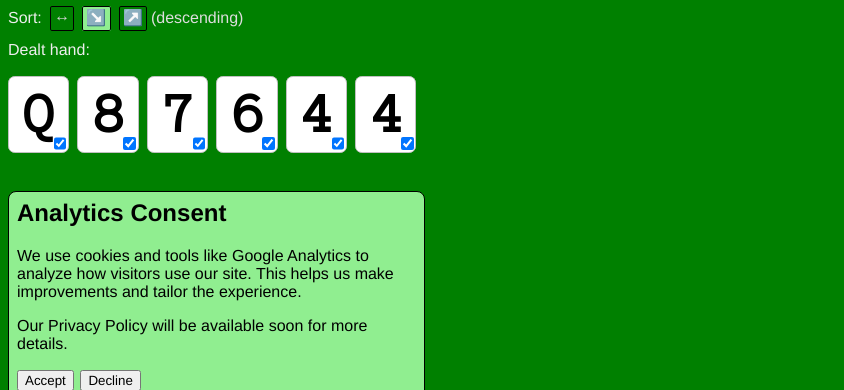 Sort: ↔ ↘ ↗ (descending)
Dealt hand:
Q 8 7 6 4 4
Analytics Consent
We use cookies and tools like Google Analytics to
analyze how visitors use our site. This helps us make
improvements and tailor the experience.
Our Privacy Policy will be available soon for more
details.
Accept Decline